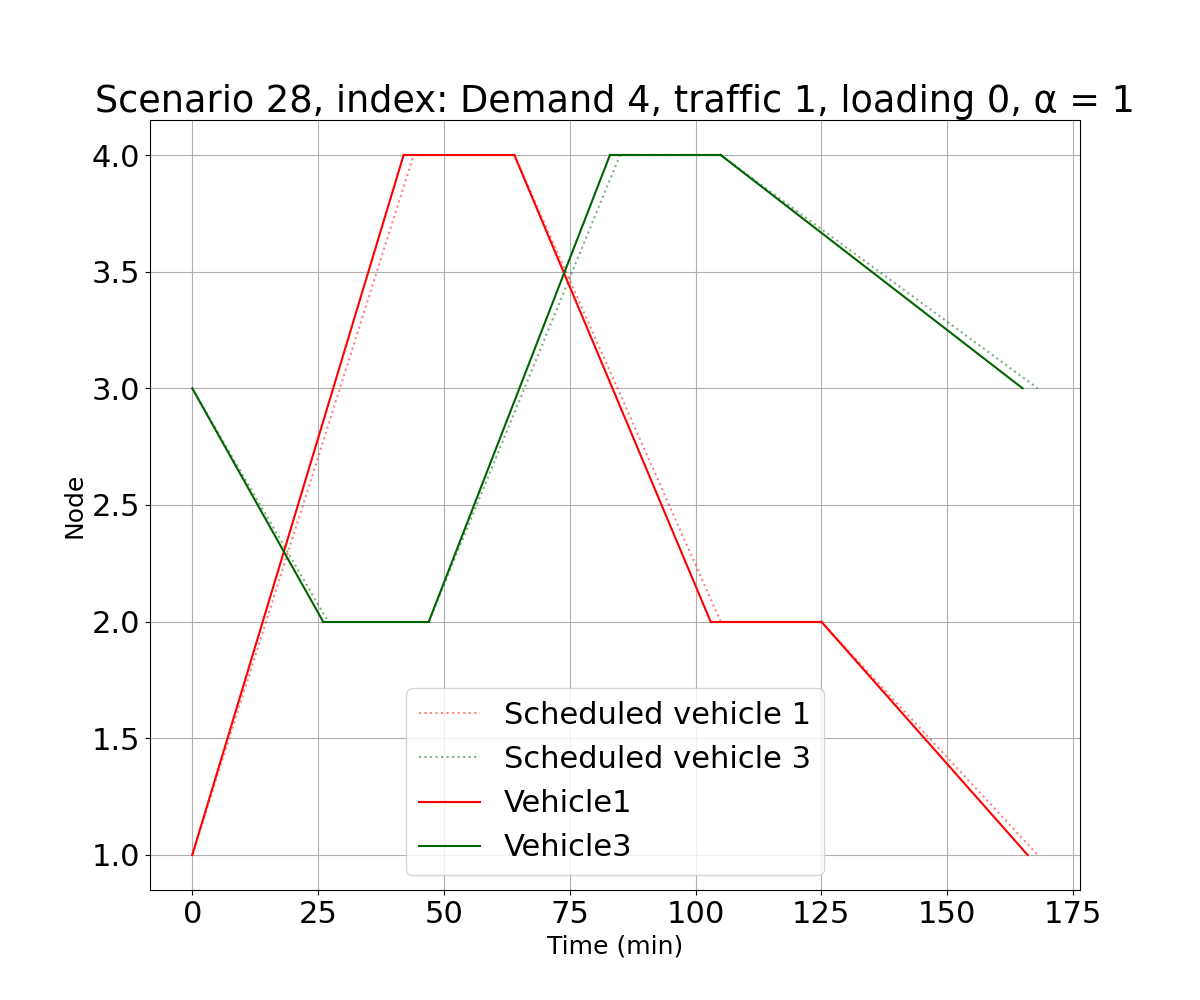 Scenario 28, index: Demand 4, traffic 1, loading 0, α = 1
4.0
3.5
3.0
2.5
2.0
1.5
1.0
Node
Scheduled vehicle 1
Scheduled vehicle 3
Vehicle1
Vehicle3
0 25 50 75 100 125 150 175
Time (min)